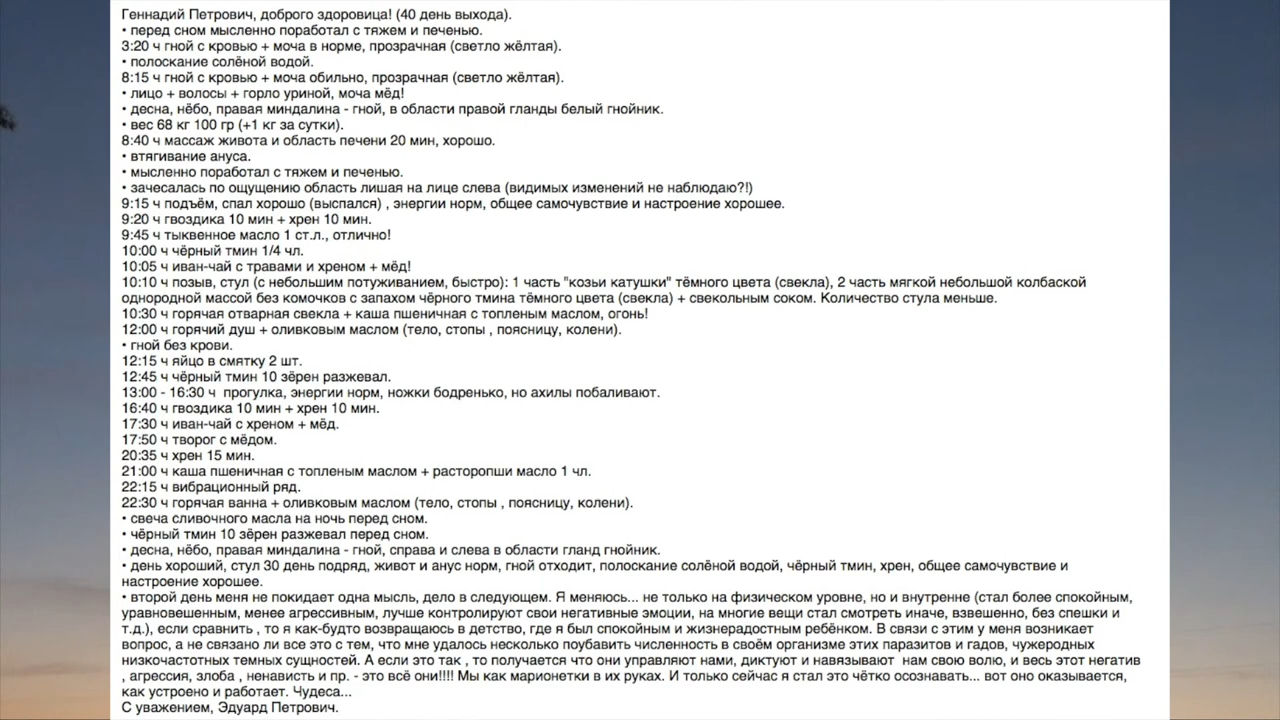 Геннадий Петрович, доброго здоровица! (40 день выхода).
• перед сном мысленно поработал с тяжем и печенью.
3:20 ч гной с кровью + моча в норме, прозрачная (светло жёлтая).
• полоскание солёной водой.
8:15 ч гной с кровью + моча обильно, прозрачная (светло жёлтая).
• лицо + волосы + горло уриной, моча мёд!
• десна, нёбо, правая миндалина - гной, в области правой гланды белый гнойник.
• вес 68 кг 100 гр (+1 кг за сутки).
8:40 ч массаж живота и область печени 20 мин, хорошо.
• втягивание ануса.
• мысленно поработал с тяжем и печенью.
• зачесалась по ощущению область лишая на лице слева (видимых изменений не наблюдаю?!)
9:15 ч подъём, спал хорошо (выспался) , энергии норм, общее самочувствие и настроение хорошее.
9:20 ч гвоздика 10 мин + хрен 10 мин.
9:45 ч тыквенное масло 1 ст.л., отлично!
10:00 ч чёрный тмин 1/4 чл.
10:05 ч иван-чай с травами и хреном + мёд!
10:10 ч позыв, стул (с небольшим потуживанием, быстро): 1 часть "козьи катушки" тёмного цвета (свекла), 2 часть мягкой небольшой колбаской
однородной массой без комочков с запахом чёрного тмина тёмного цвета (свекла) + свекольным соком. Количество стула меньше.
10:30 ч горячая отварная свекла + каша пшеничная с топленым маслом, огонь!
12:00 ч горячий душ + оливковым маслом (тело, стопы , поясницу, колени).
• гной без крови.
12:15 ч яйцо в смятку 2 шт.
12:45 ч чёрный тмин 10 зёрен разжевал.
13:00 - 16:30 ч  прогулка, энергии норм, ножки бодренько, но ахилы побаливают.
16:40 ч гвоздика 10 мин + хрен 10 мин.
17:30 ч иван-чай с хреном + мёд.
17:50 ч творог с мёдом.
20:35 ч хрен 15 мин.
21:00 ч каша пшеничная с топленым маслом + расторопши масло 1 чл.
22:15 ч вибрационный ряд.
22:30 ч горячая ванна + оливковым маслом (тело, стопы , поясницу, колени).
• свеча сливочного масла на ночь перед сном.
• чёрный тмин 10 зёрен разжевал перед сном.
• десна, нёбо, правая миндалина - гной, справа и слева в области гланд гнойник.
• день хороший, стул 30 день подряд, живот и анус норм, гной отходит, полоскание солёной водой, чёрный тмин, хрен, общее самочувствие и
настроение хорошее.
• второй день меня не покидает одна мысль, дело в следующем. Я меняюсь... не только на физическом уровне, но и внутренне (стал более спокойным,
уравновешенным, менее агрессивным, лучше контролируют свои негативные эмоции, на многие вещи стал смотреть иначе, взвешенно, без спешки и
т.д.), если сравнить , то я как-будто возвращаюсь в детство, где я был спокойным и жизнерадостным ребёнком. В связи с этим у меня возникает
вопрос, а не связано ли все это с тем, что мне удалось несколько поубавить численность в своём организме этих паразитов и гадов, чужеродных
низкочастотных темных сущностей. А если это так , то получается что они управляют нами, диктуют и навязывают  нам свою волю, и весь этот негатив
, агрессия, злоба , ненависть и пр. - это всё они!!!! Мы как марионетки в их руках. И только сейчас я стал это чётко осознавать... вот оно оказывается,
как устроено и работает. Чудеса...
С уважением, Эдуард Петрович.